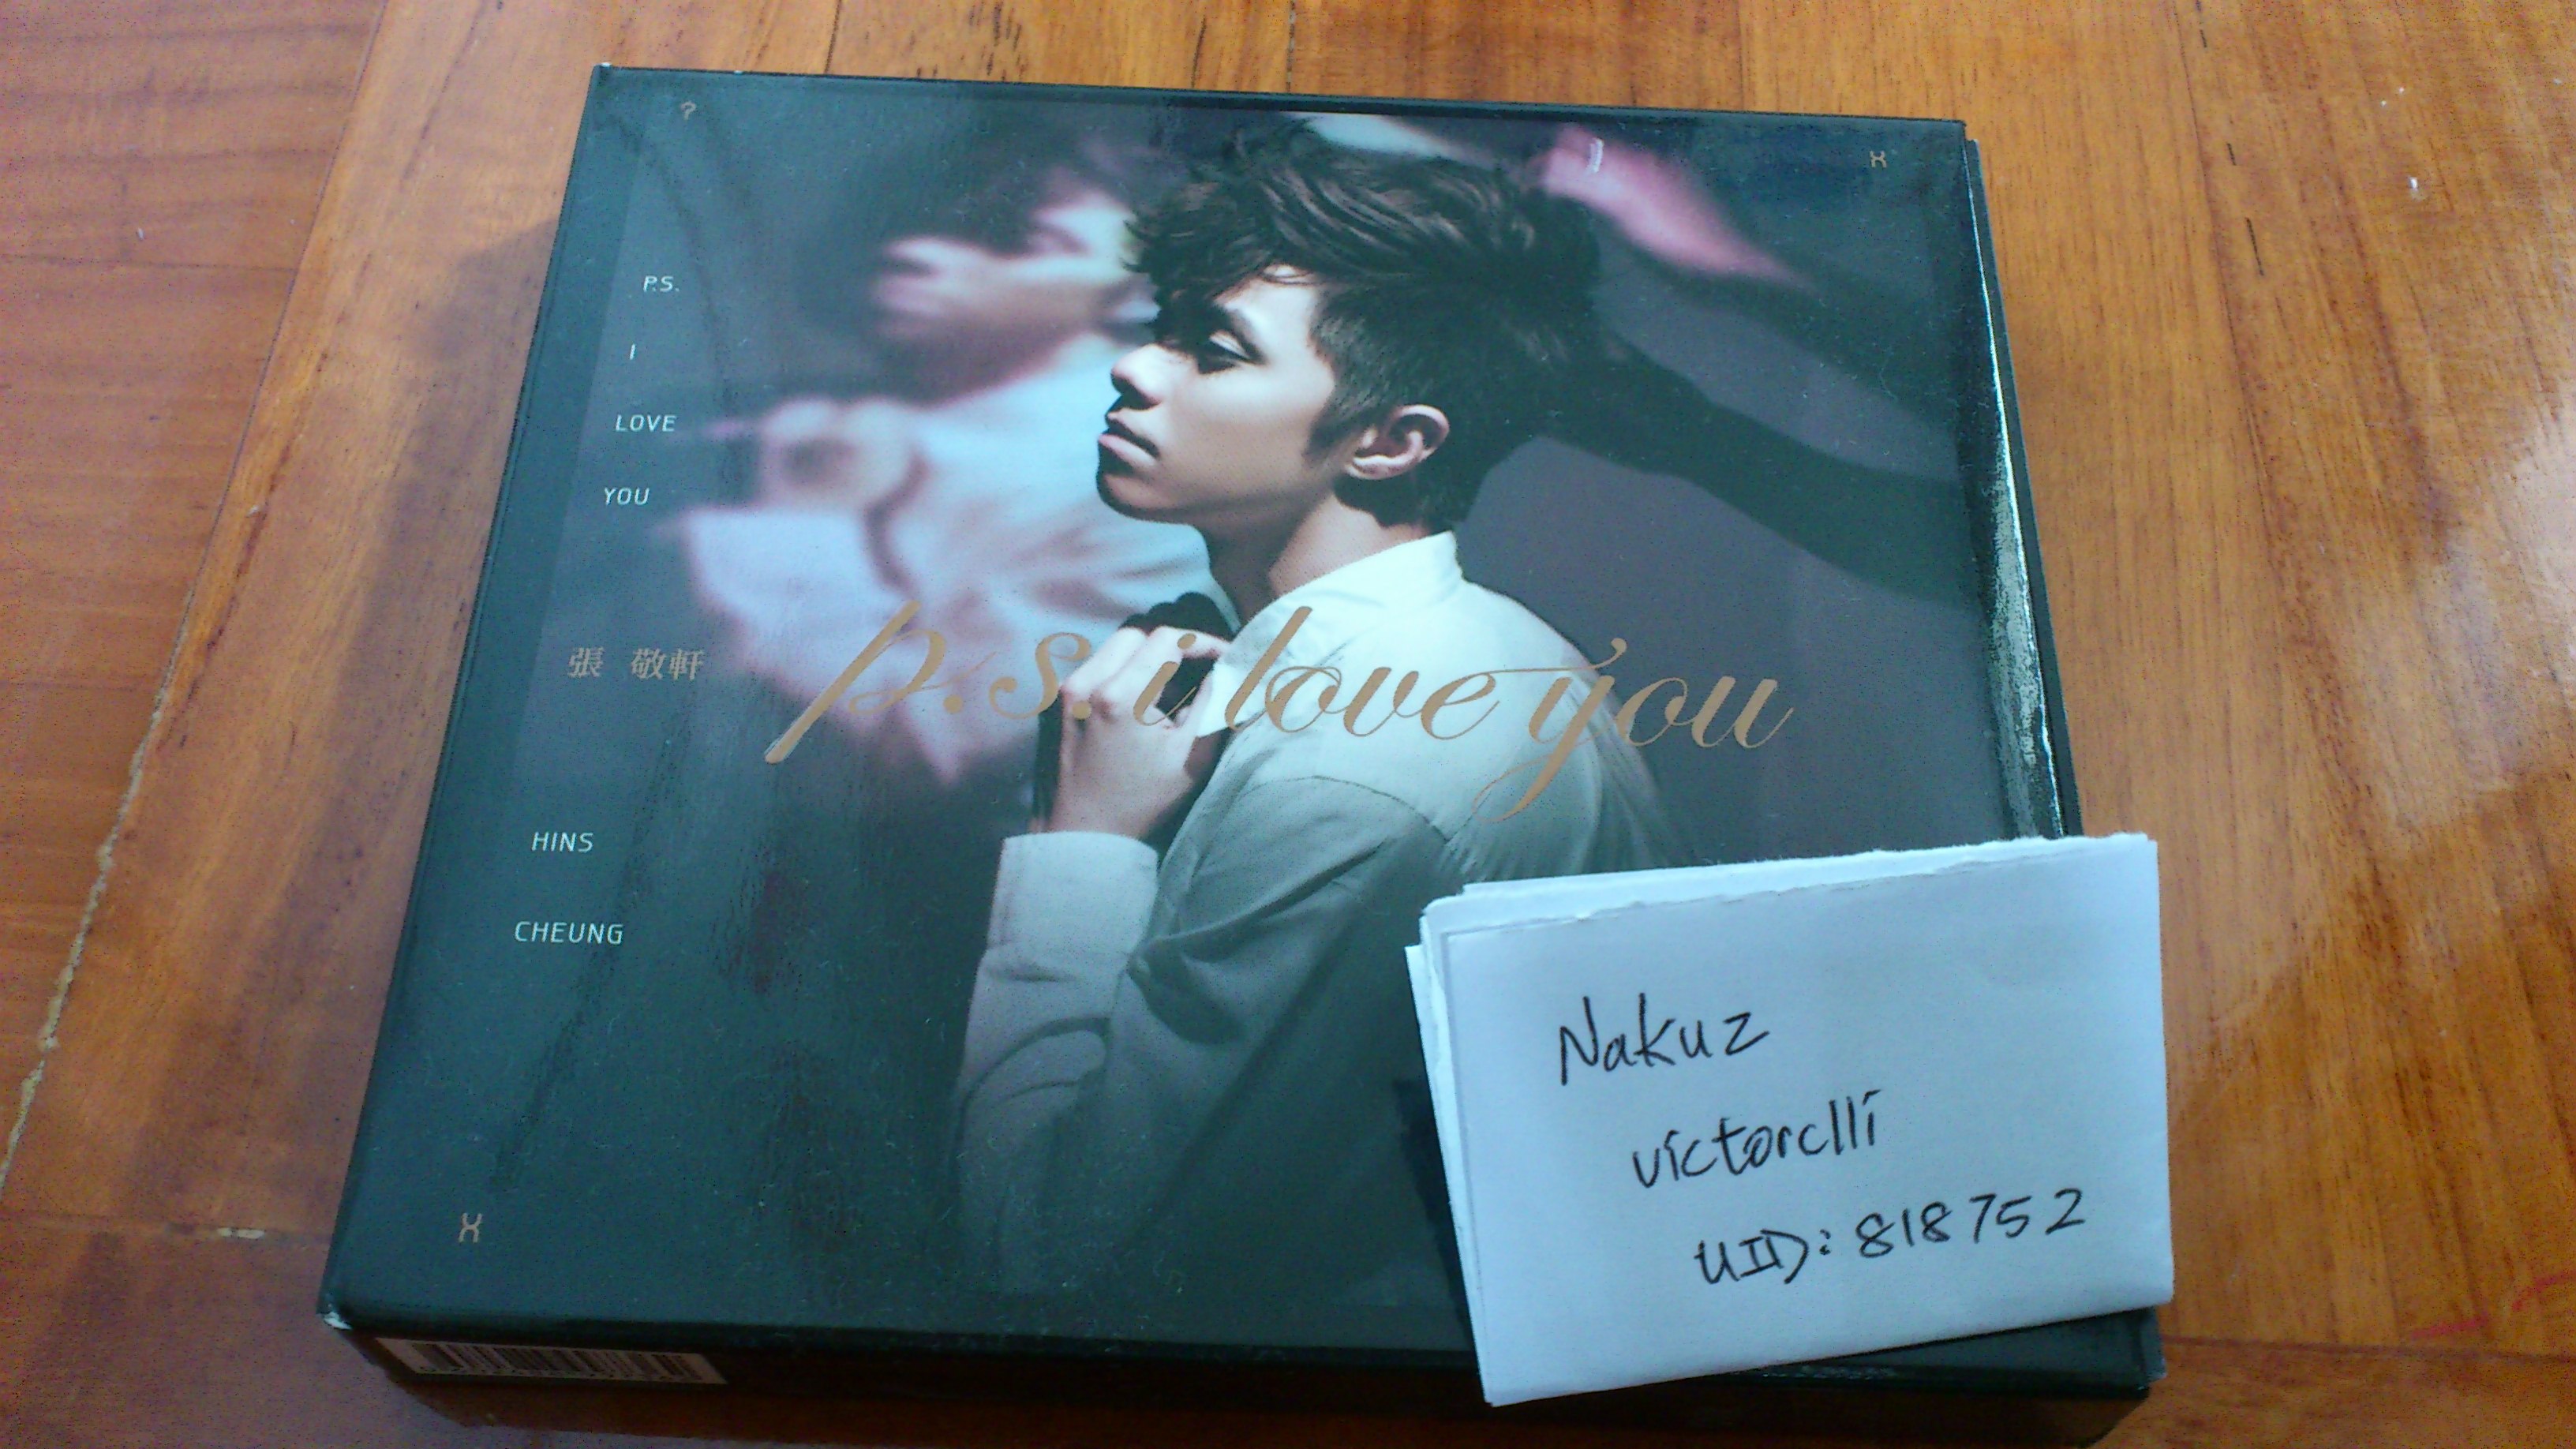 ?
X
P.S.
I
LOVE
YOU
張 敬軒
p.s. i love you
HINS
CHEUNG
X
Nakuz
victorclli
UID: 818752